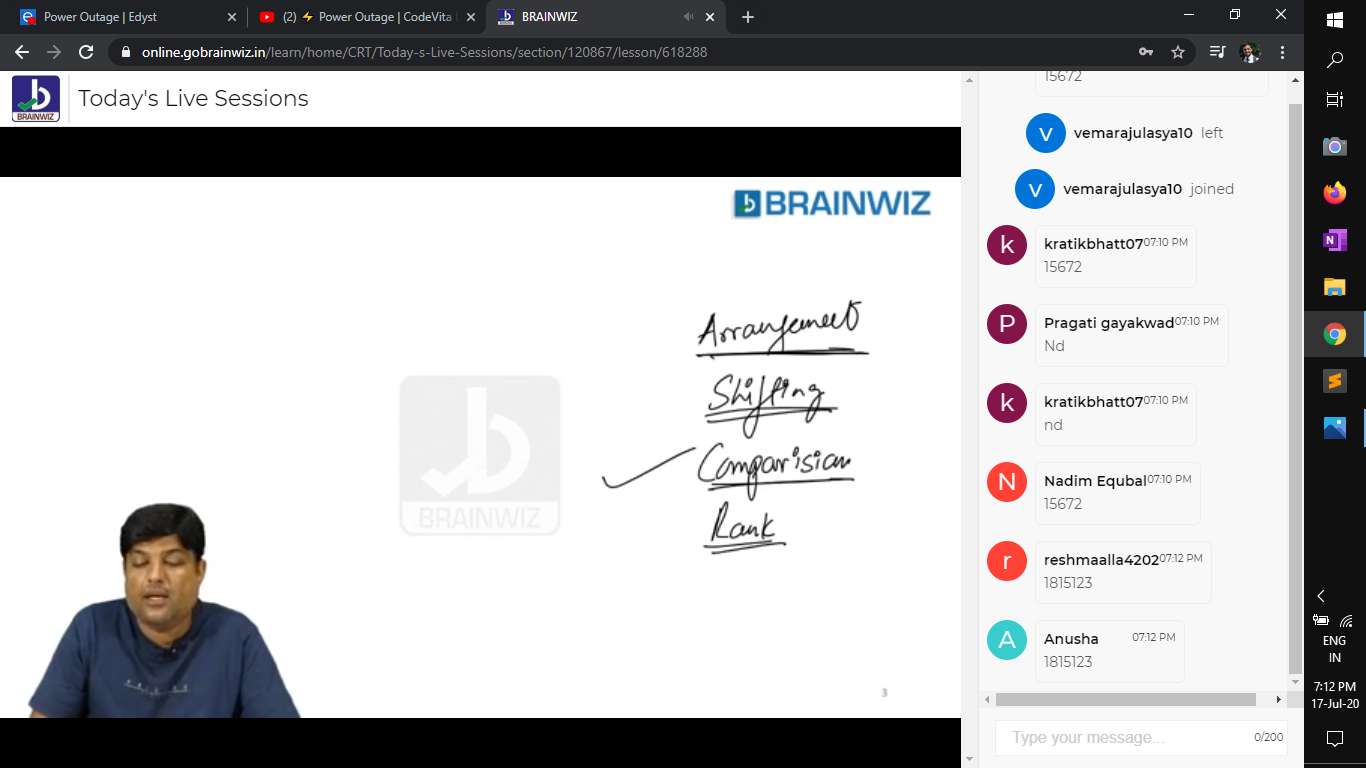 Power Outage | Edyst
(2) ⚡ Power Outage | CodeVita
BRAINWIZ
online.gobrainwiz.in/learn/home/CRT/Today-s-Live-Sessions/section/120867/lesson/618288
BRAINWIZ
Today's Live Sessions
BRAINWIZ
Arrangement
Shifting
Comparisian
Rank
BRAINWIZ
3
15672
v vemarajulasya10 left
v vemarajulasya10 joined
k kratikbhatt07 07:10 PM
15672
P Pragati gayakwad 07:10 PM
Nd
k kratikbhatt07 07:10 PM
nd
N Nadim Equbal 07:10 PM
15672
r reshmaalla4202 07:12 PM
1815123
A Anusha 07:12 PM
1815123
Type your message... 0/200
N
ENG
IN
7:12 PM
17-Jul-20